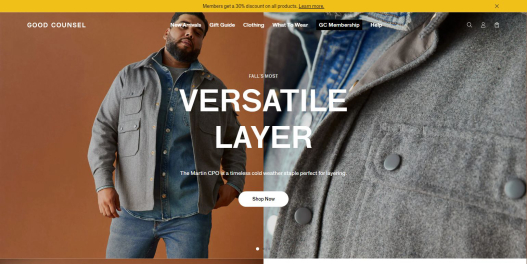 Members get a 30% discount on all products. Learn more.
GOOD COUNSEL
New Arrivals Gift Guide Clothing What To Wear GC Membership Help
FALL'S MOST
VERSATILE
LAYER
The Martin CPO is a timeless cold weather staple perfect for layering.
Shop Now